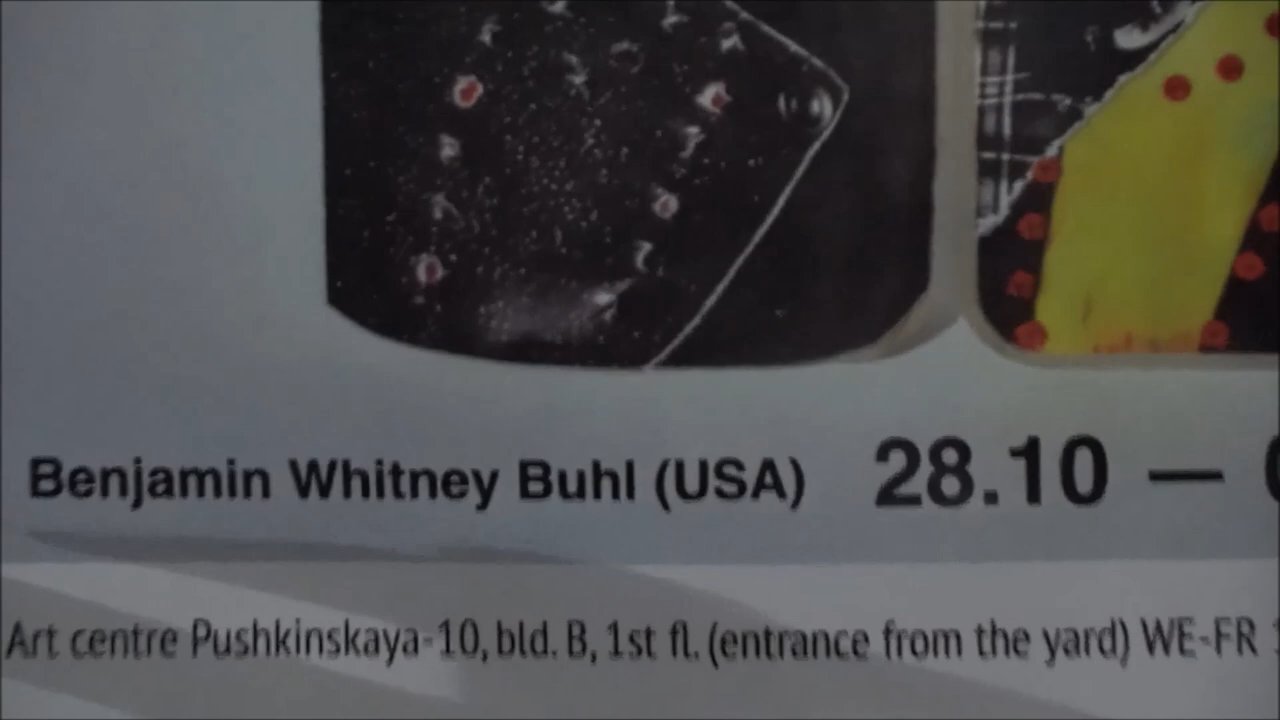 Benjamin Whitney Buhl (USA) 28.10 —
Art centre Pushkinskaya-10, bld. B, 1st fl. (entrance from the yard) WE-FR